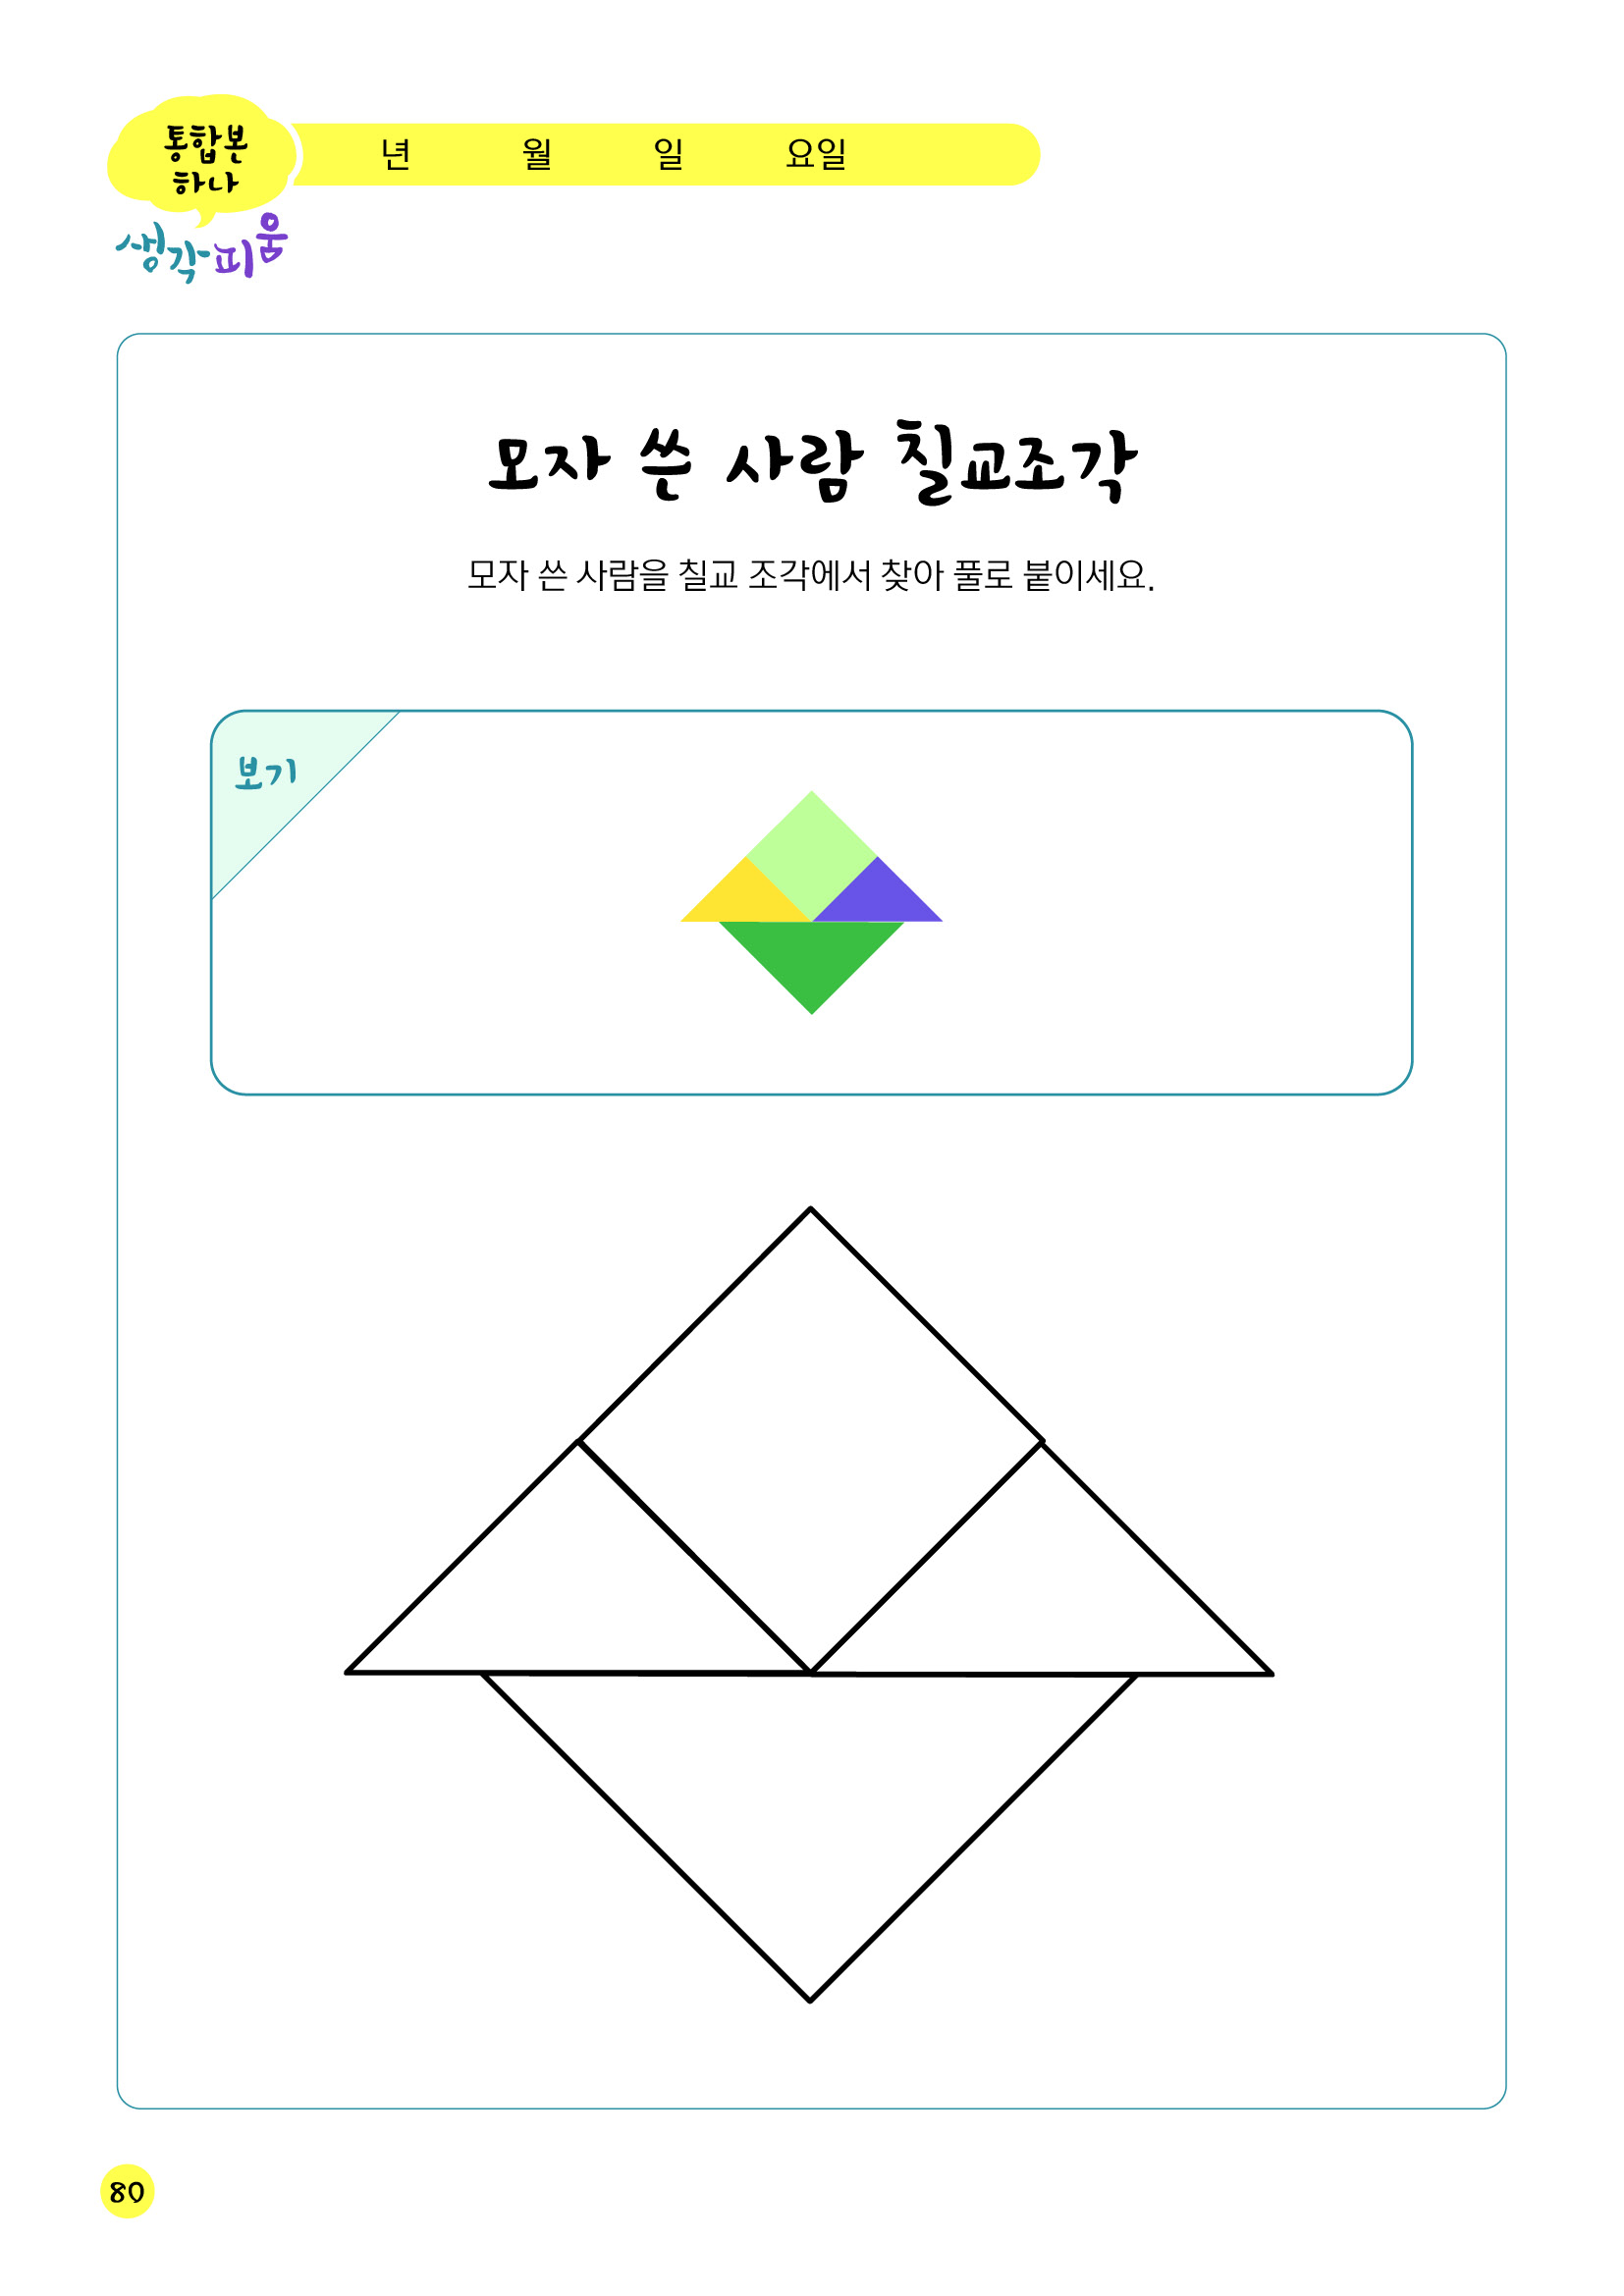 통합본
하나
년 월 일 요일
생각피움
모자 쓴 사람 칠교조각
모자 쓴 사람을 칠교 조각에서 찾아 풀로 붙이세요.
보기
80